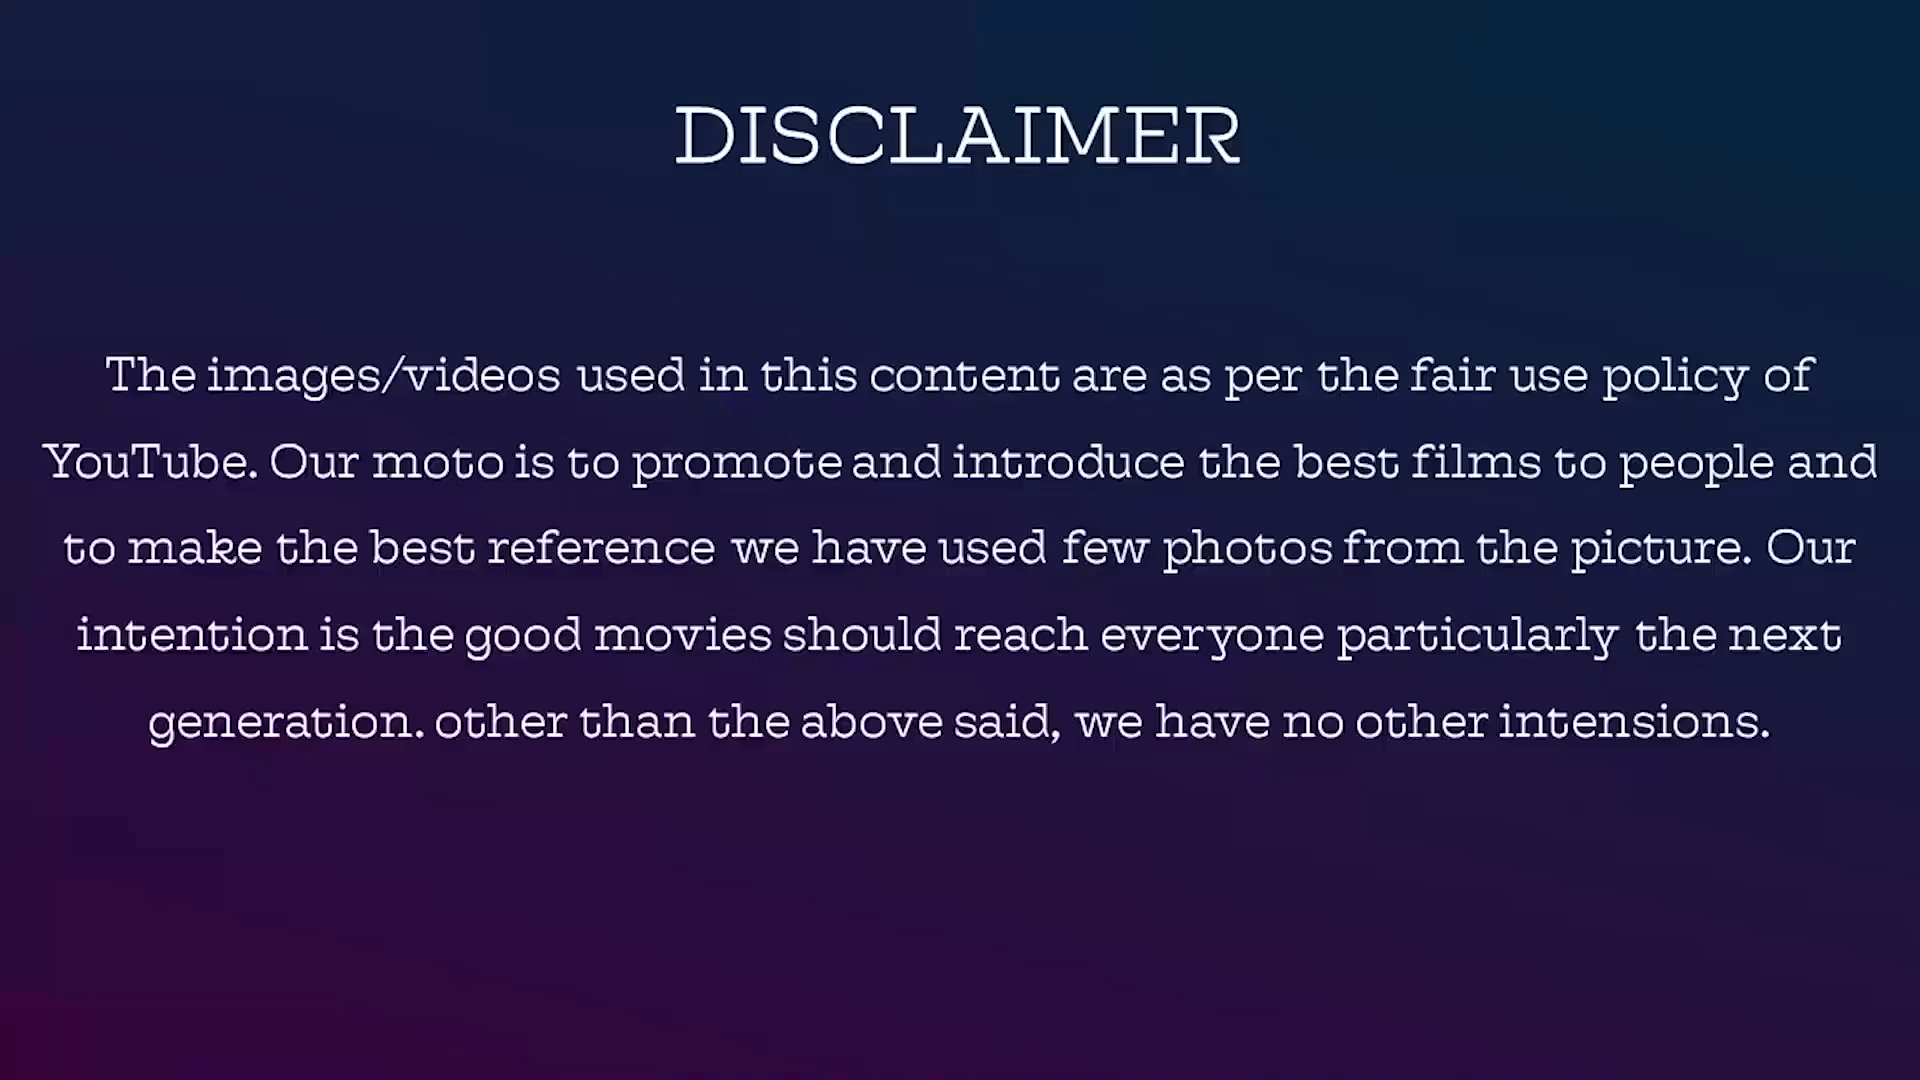 DISCLAIMER
The images/videos used in this content are as per the fair use policy of
YouTube. Our moto is to promote and introduce the best films to people and
to make the best reference we have used few photos from the picture. Our
intention is the good movies should reach everyone particularly the next
generation. other than the above said, we have no other intensions.